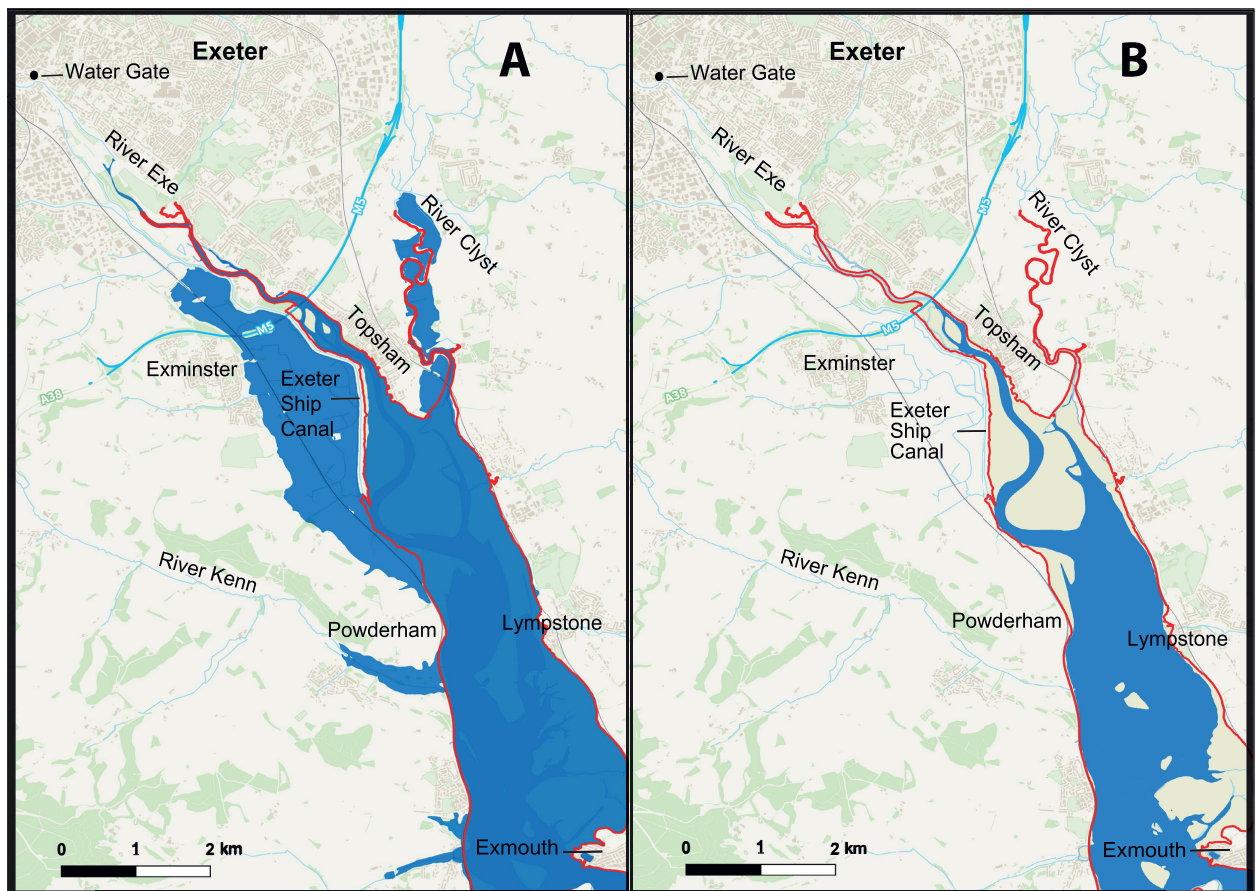 Exeter
A
Water Gate
River Exe
M5
River Clyst
M5
Topsham
Exminster
A38
Exeter
Ship
Canal
River Kenn
Powderham
Lympstone
Exmouth
0 1 2 km
Exeter
B
Water Gate
River Exe
M5
River Clyst
M5
Topsham
Exminster
A38
Exeter
Ship
Canal
River Kenn
Powderham
Lympstone
Exmouth
0 1 2 km